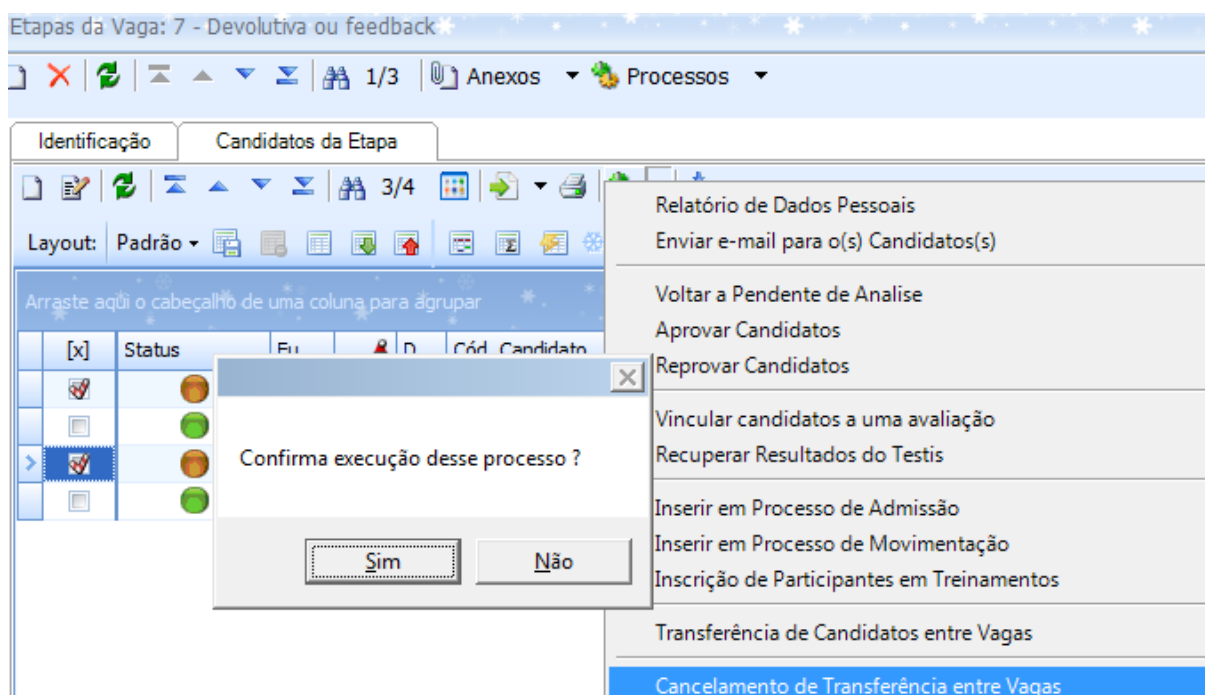 Etapas da Vaga: 7 - Devolutiva ou feedback
1/3 Anexos Processos
Identificação Candidatos da Etapa
3/4
Layout: Padrão
Arraste aqui o cabeçalho de uma coluna para agrupar
[x] Status Fu D Cód. Candidato
Confirma execução desse processo ?
Sim Não
Relatório de Dados Pessoais
Enviar e-mail para o(s) Candidatos(s)
Voltar a Pendente de Analise
Aprovar Candidatos
Reprovar Candidatos
Vincular candidatos a uma avaliação
Recuperar Resultados do Testis
Inserir em Processo de Admissão
Inserir em Processo de Movimentação
Inscrição de Participantes em Treinamentos
Transferência de Candidatos entre Vagas
Cancelamento de Transferência entre Vagas